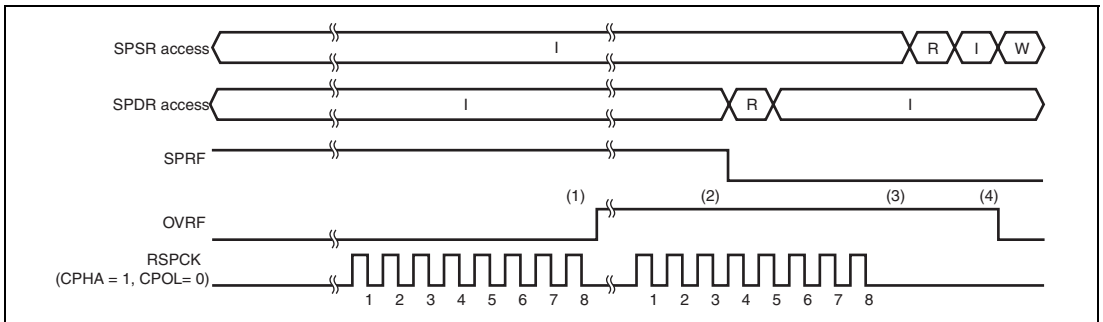 SPSR access I R I W
SPDR access I R I
SPRF
(1) (2) (3) (4)
OVRF
RSPCK
(CPHA = 1, CPOL= 0)
1 2 3 4 5 6 7 8 1 2 3 4 5 6 7 8